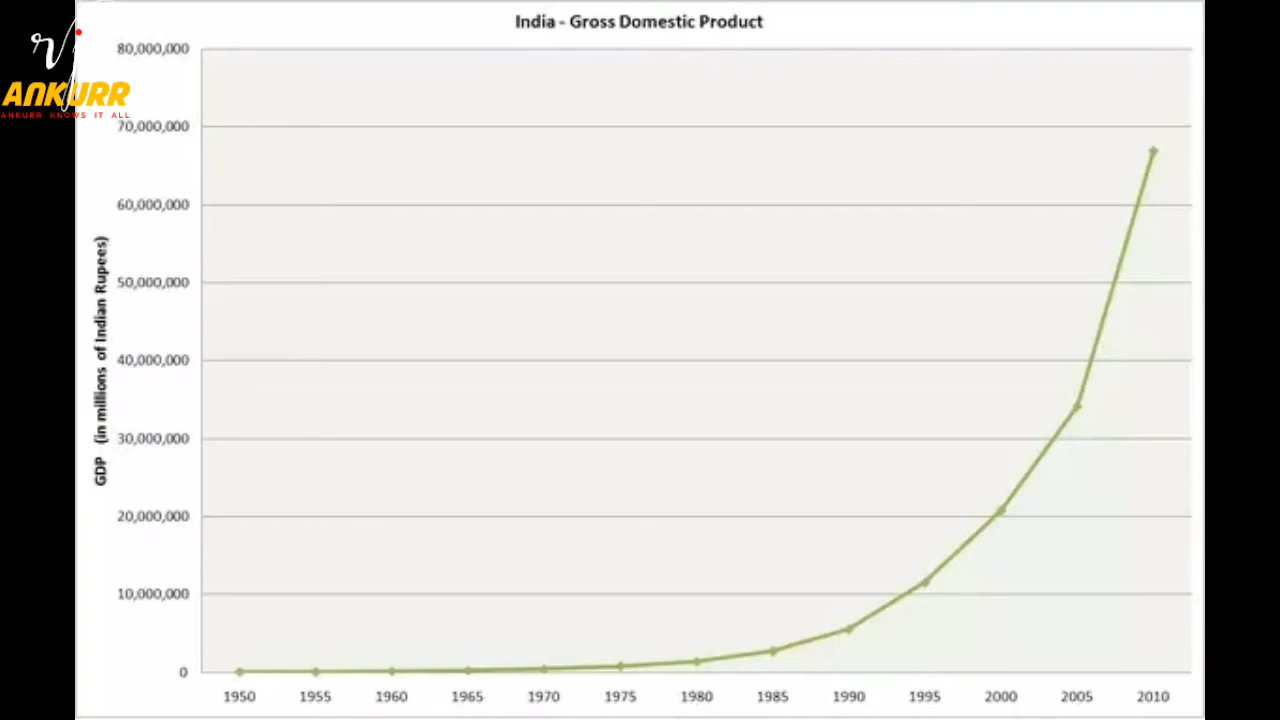 India - Gross Domestic Product
rj
ANKURR
ANKURR KNOWS IT ALL
80,000,000
70,000,000
60,000,000
50,000,000
40,000,000
30,000,000
20,000,000
10,000,000
0
GDP (in millions of Indian Rupees)
1950 1955 1960 1965 1970 1975 1980 1985 1990 1995 2000 2005 2010